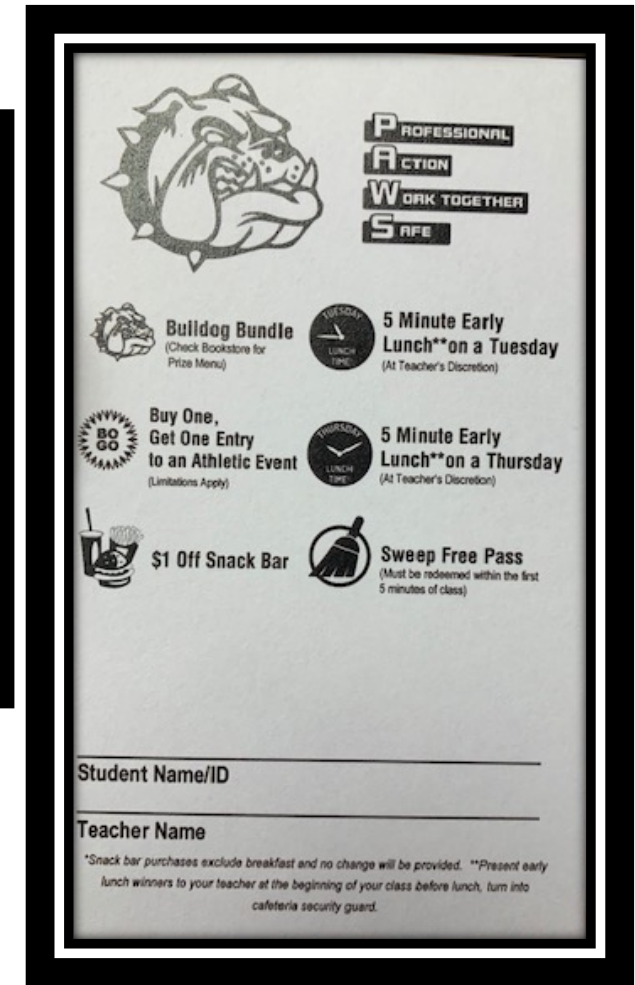 PROFESSIONAL
ACTION
WORK TOGETHER
SAFE
Bulldog Bundle
(Check Bookstore for
Prize Menu)
TUESDAY
LUNCH
TIME
5 Minute Early
Lunch**on a Tuesday
(At Teacher's Discretion)
BO
GO
Buy One,
Get One Entry
to an Athletic Event
(Limitations Apply)
THURSDAY
LUNCH
TIME
5 Minute Early
Lunch**on a Thursday
(At Teacher's Discretion)
$1 Off Snack Bar
Sweep Free Pass
(Must be redeemed within the first
5 minutes of class)
Student Name/ID
Teacher Name
*Snack bar purchases exclude breakfast and no change will be provided. **Present early
lunch winners to your teacher at the beginning of your class before lunch, turn into
cafeteria security guard.